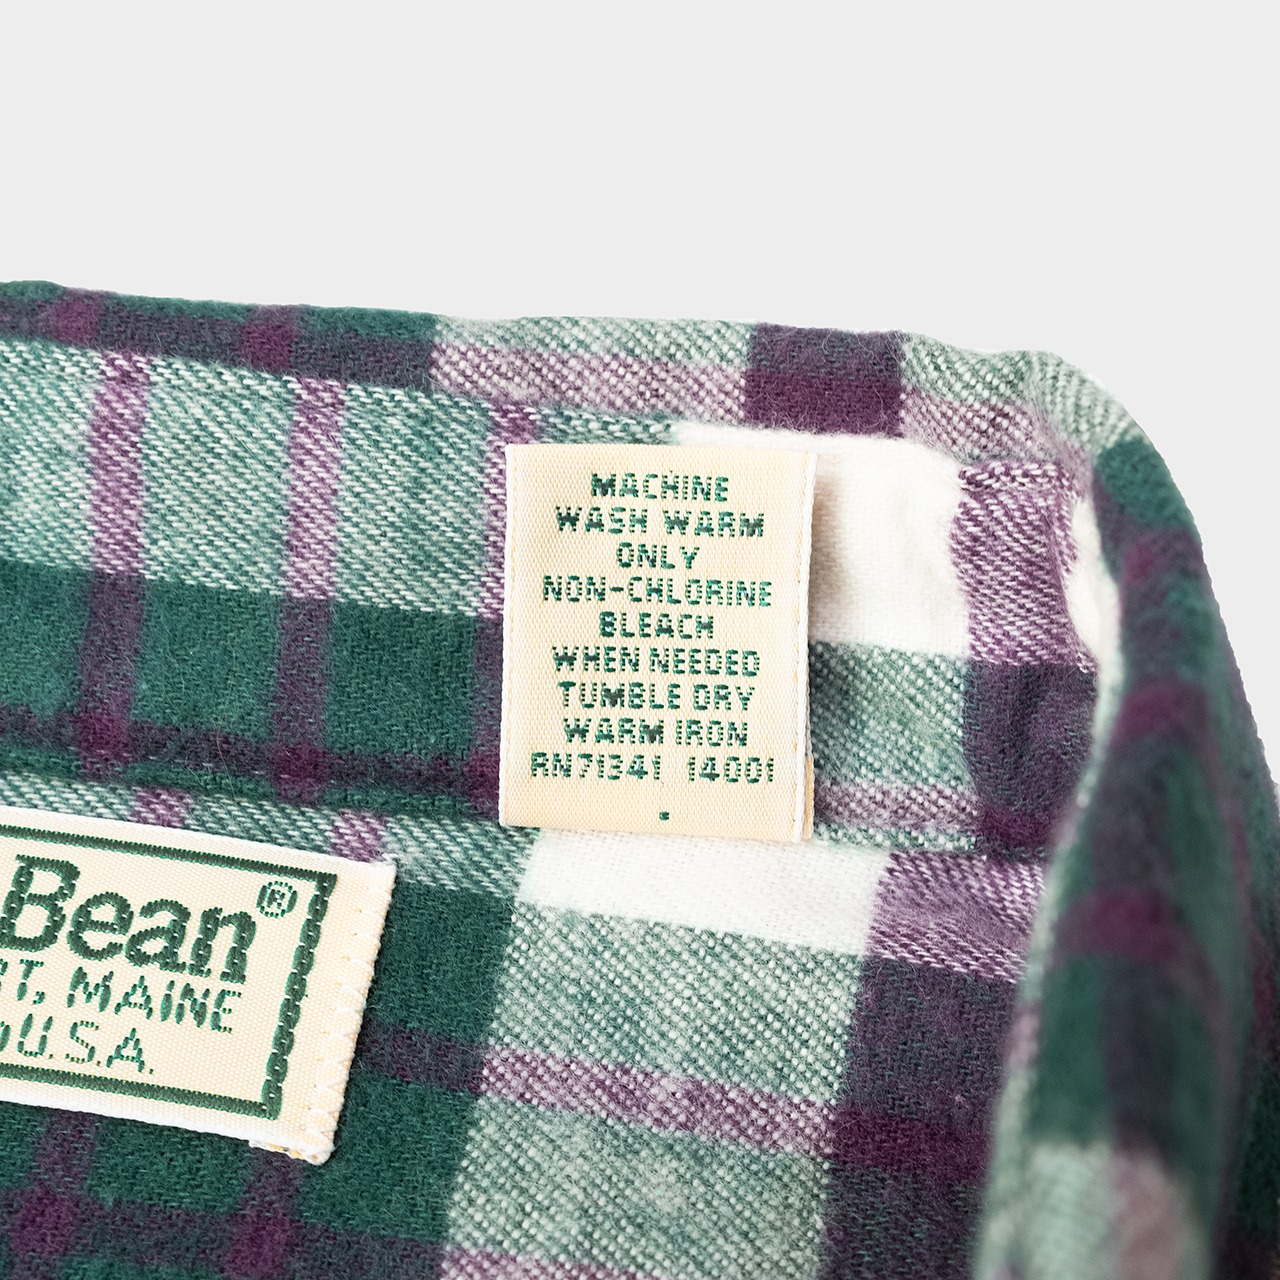 MACHINE
WASH WARM
ONLY
NON-CHLORINE
BLEACH
WHEN NEEDED
TUMBLE DRY
WARM IRON
RN71341 14001
Bean®
MAINE
U.S.A.